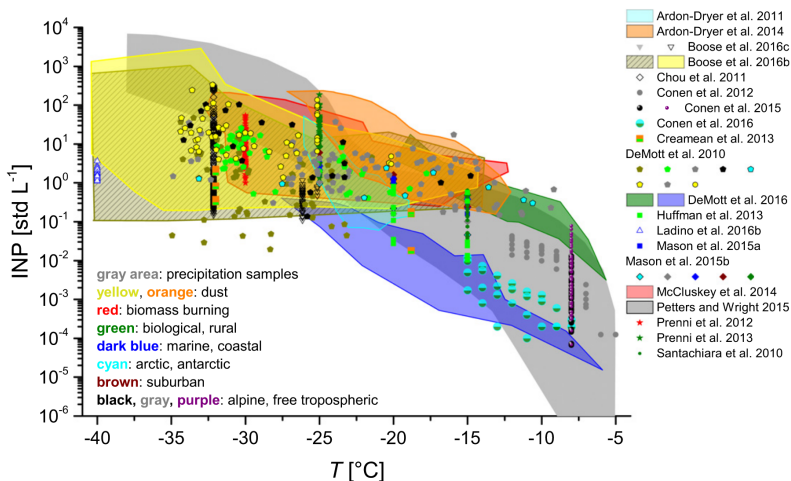 INP [std L⁻¹]
10⁵
10⁴
10³
10²
10¹
10⁰
10⁻¹
10⁻²
10⁻³
10⁻⁴
10⁻⁵
10⁻⁶
gray area: precipitation samples
yellow, orange: dust
red: biomass burning
green: biological, rural
dark blue: marine, coastal
cyan: arctic, antarctic
brown: suburban
black, gray, purple: alpine, free tropospheric
-40 -35 -30 -25 -20 -15 -10 -5
T [°C]
Ardon-Dryer et al. 2011
Ardon-Dryer et al. 2014
Boose et al. 2016c
Boose et al. 2016b
Chou et al. 2011
Conen et al. 2012
Conen et al. 2015
Conen et al. 2016
Creamean et al. 2013
DeMott et al. 2010
DeMott et al. 2016
Huffman et al. 2013
Ladino et al. 2016b
Mason et al. 2015a
Mason et al. 2015b
McCluskey et al. 2014
Petters and Wright 2015
Prenni et al. 2012
Prenni et al. 2013
Santachiara et al. 2010